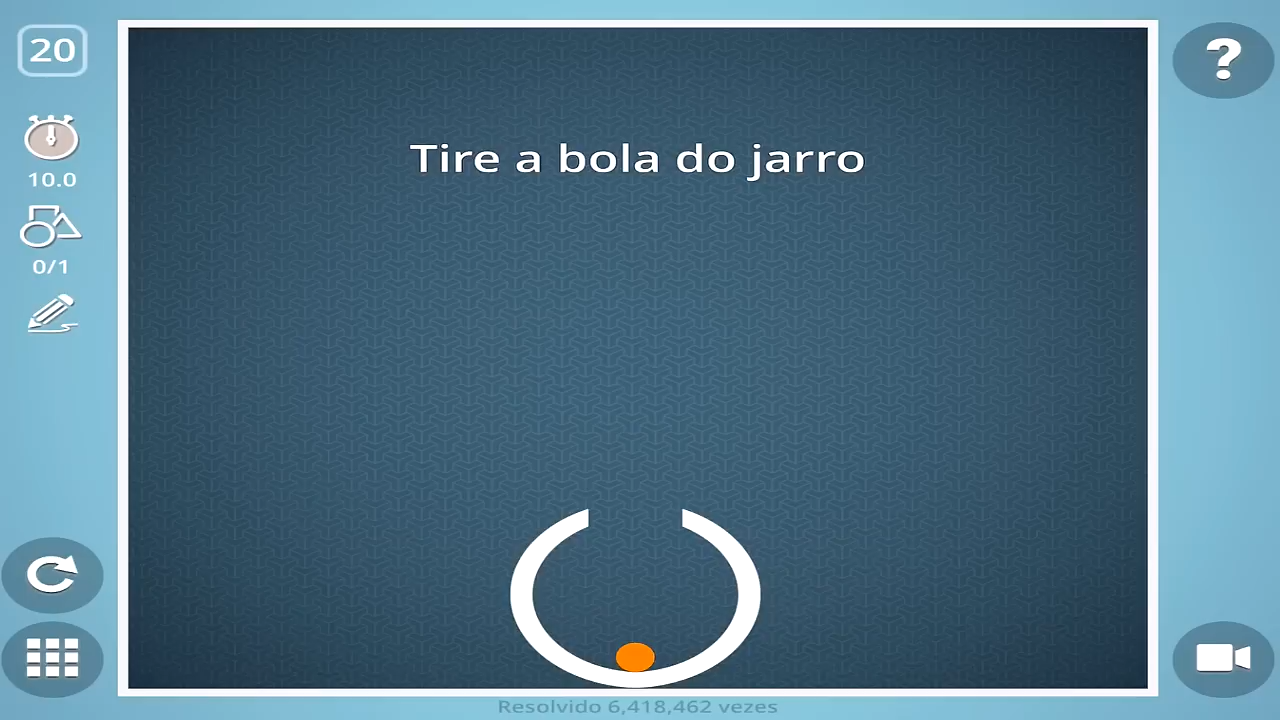 20
Tire a bola do jarro
?
10.0
0/1
Resolvido 6,418,462 vezes